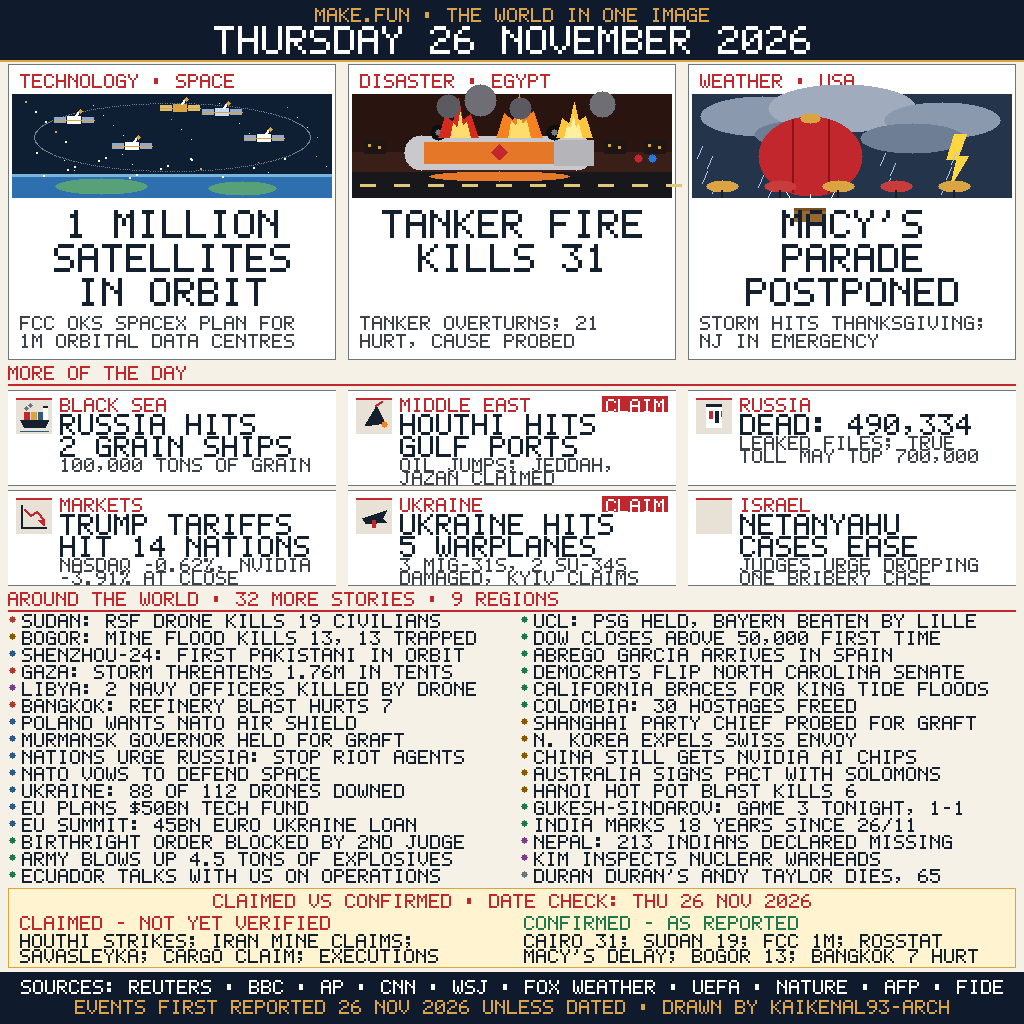 MAKE.FUN • THE WORLD IN ONE IMAGE
THURSDAY 26 NOVEMBER 2026
TECHNOLOGY • SPACE
1 MILLION
SATELLITES
IN ORBIT
FCC OKS SPACEX PLAN FOR
1M ORBITAL DATA CENTRES
DISASTER • EGYPT
TANKER FIRE
KILLS 31
TANKER OVERTURNS; 21
HURT, CAUSE PROBED
WEATHER • USA
MACY'S
PARADE
POSTPONED
STORM HITS THANKSGIVING;
NJ IN EMERGENCY
MORE OF THE DAY
BLACK SEA
RUSSIA HITS
2 GRAIN SHIPS
100,000 TONS OF GRAIN
MIDDLE EAST
CLAIM
HOUTHI HITS
GULF PORTS
OIL JUMPS; JEDDAH,
JAZAN CLAIMED
RUSSIA
DEAD: 490,334
LEAKED FILES; TRUE
TOLL MAY TOP 700,000
MARKETS
TRUMP TARIFFS
HIT 14 NATIONS
NASDAQ -0.62%, NVIDIA
-3.91% AT CLOSE
UKRAINE
CLAIM
UKRAINE HITS
5 WARPLANES
3 MIG-31S, 2 SU-34S
DAMAGED, KYIV CLAIMS
ISRAEL
NETANYAHU
CASES EASE
JUDGES URGE DROPPING
ONE BRIBERY CASE
AROUND THE WORLD • 32 MORE STORIES • 9 REGIONS
• SUDAN: RSF DRONE KILLS 19 CIVILIANS
• BOGOR: MINE FLOOD KILLS 13, 13 TRAPPED
• SHENZHOU-24: FIRST PAKISTANI IN ORBIT
• GAZA: STORM THREATENS 1.76M IN TENTS
• LIBYA: 2 NAVY OFFICERS KILLED BY DRONE
• BANGKOK: REFINERY BLAST HURTS 7
• POLAND WANTS NATO AIR SHIELD
• MURMANSK GOVERNOR HELD FOR GRAFT
• NATIONS URGE RUSSIA: STOP RIOT AGENTS
• NATO VOWS TO DEFEND SPACE
• UKRAINE: 88 OF 112 DRONES DOWNED
• EU PLANS $50BN TECH FUND
• EU SUMMIT: 45BN EURO UKRAINE LOAN
• BIRTHRIGHT ORDER BLOCKED BY 2ND JUDGE
• ARMY BLOWS UP 4.5 TONS OF EXPLOSIVES
• ECUADOR TALKS WITH US ON OPERATIONS
• UCL: PSG HELD, BAYERN BEATEN BY LILLE
• DOW CLOSES ABOVE 50,000 FIRST TIME
• ABREGO GARCIA ARRIVES IN SPAIN
• DEMOCRATS FLIP NORTH CAROLINA SENATE
• CALIFORNIA BRACES FOR KING TIDE FLOODS
• COLOMBIA: 30 HOSTAGES FREED
• SHANGHAI PARTY CHIEF PROBED FOR GRAFT
• N. KOREA EXPELS SWISS ENVOY
• CHINA STILL GETS NVIDIA AI CHIPS
• AUSTRALIA SIGNS PACT WITH SOLOMONS
• HANOI HOT POT BLAST KILLS 6
• GUKESH-SINDAROV: GAME 3 TONIGHT, 1-1
• INDIA MARKS 18 YEARS SINCE 26/11
• NEPAL: 213 INDIANS DECLARED MISSING
• KIM INSPECTS NUCLEAR WARHEADS
• DURAN DURAN'S ANDY TAYLOR DIES, 65
CLAIMED VS CONFIRMED • DATE CHECK: THU 26 NOV 2026
CLAIMED - NOT YET VERIFIED
HOUTHI STRIKES; IRAN MINE CLAIMS;
SAVASLEYKA; CARGO CLAIM; EXECUTIONS
CONFIRMED - AS REPORTED
CAIRO 31; SUDAN 19; FCC 1M; ROSSTAT
MACY'S DELAY; BOGOR 13; BANGKOK 7 HURT
SOURCES: REUTERS • BBC • AP • CNN • WSJ • FOX WEATHER • UEFA • NATURE • AFP • FIDE
EVENTS FIRST REPORTED 26 NOV 2026 UNLESS DATED • DRAWN BY KAIKENAL93-ARCH